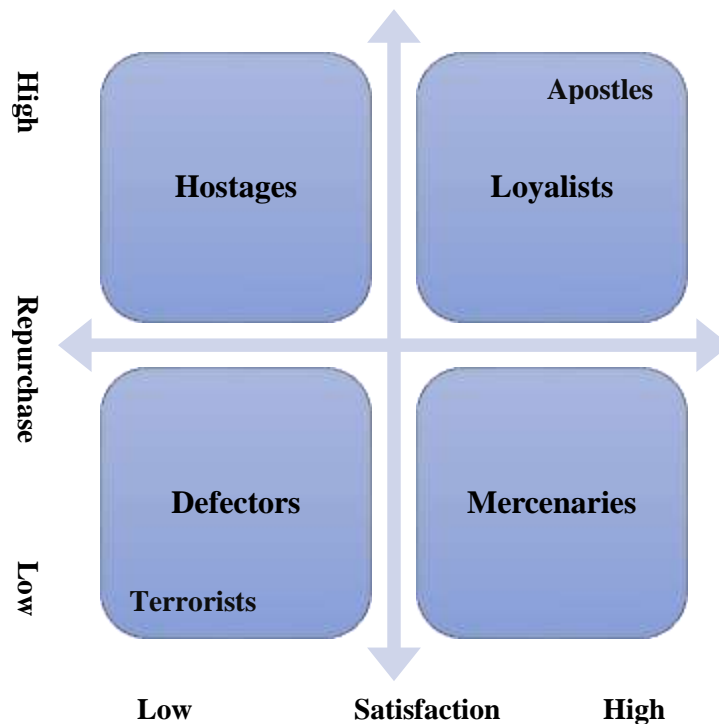 High
Apostles
Hostages
Loyalists
Repurchase
Defectors
Mercenaries
Low
Terrorists
Low
Satisfaction
High